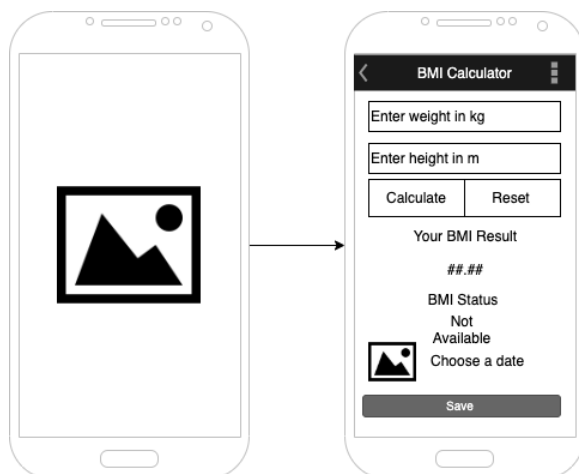 BMI Calculator
Enter weight in kg
Enter height in m
Calculate Reset
Your BMI Result
##.##
BMI Status
Not
Available
Choose a date
Save